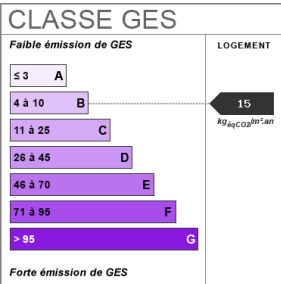 CLASSE GES
Faible émission de GES
LOGEMENT
≤ 3 A
4 à 10 B
15
kgéqCO2/m².an
11 à 25 C
26 à 45 D
46 à 70 E
71 à 95 F
> 95 G
Forte émission de GES